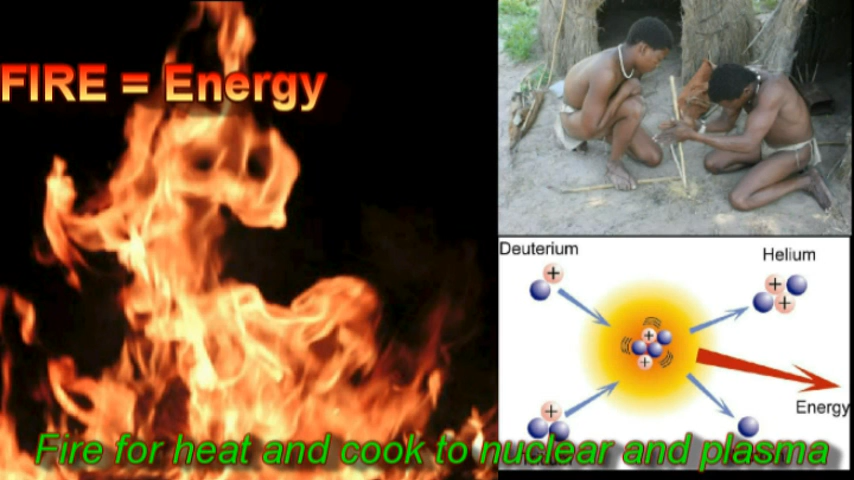 FIRE = Energy
Deuterium
Helium
Energy
Fire for heat and cook to nuclear and plasma